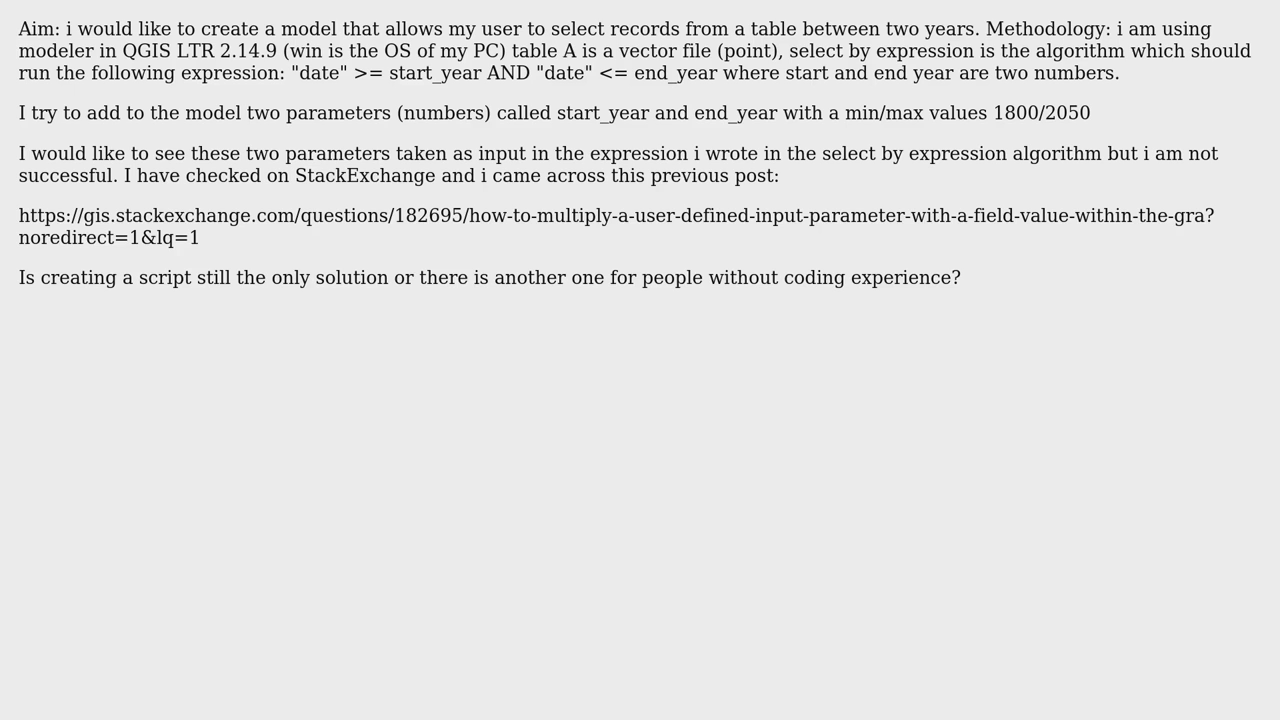 Aim: i would like to create a model that allows my user to select records from a table between two years. Methodology: i am using
modeler in QGIS LTR 2.14.9 (win is the OS of my PC) table A is a vector file (point), select by expression is the algorithm which should
run the following expression: "date" >= start_year AND "date" <= end_year where start and end year are two numbers.
I try to add to the model two parameters (numbers) called start_year and end_year with a min/max values 1800/2050
I would like to see these two parameters taken as input in the expression i wrote in the select by expression algorithm but i am not
successful. I have checked on StackExchange and i came across this previous post:
https://gis.stackexchange.com/questions/182695/how-to-multiply-a-user-defined-input-parameter-with-a-field-value-within-the-gra?
noredirect=1&lq=1
Is creating a script still the only solution or there is another one for people without coding experience?